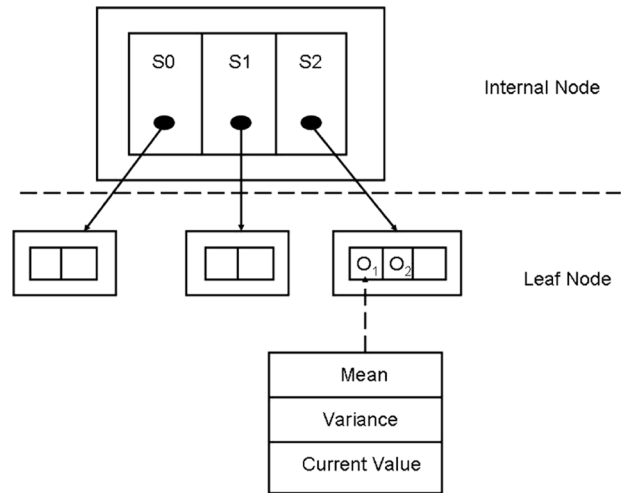 S0 S1 S2
Internal Node
Leaf Node
O1 O2
Mean
Variance
Current Value